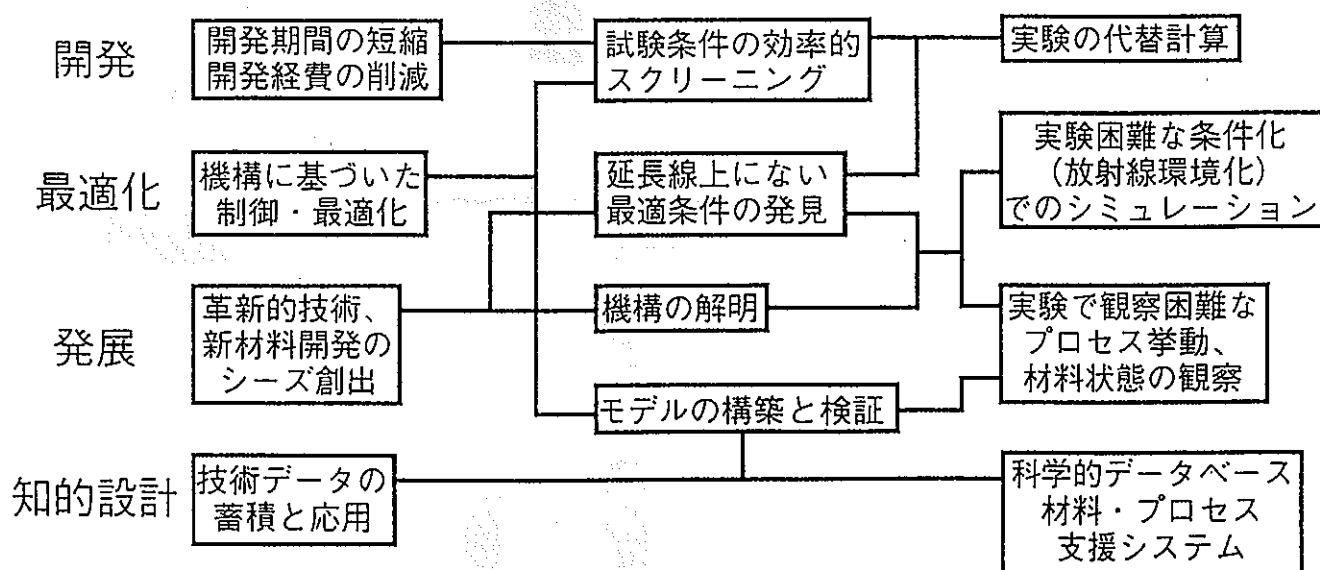 開発
開発期間の短縮
開発経費の削減
試験条件の効率的
スクリーニング
実験の代替計算
最適化
機構に基づいた
制御・最適化
延長線上にない
最適条件の発見
実験困難な条件化
(放射線環境化)
でのシミュレーション
発展
革新的技術、
新材料開発の
シーズ創出
機構の解明
実験で観察困難な
プロセス挙動、
材料状態の観察
モデルの構築と検証
知的設計
技術データの
蓄積と応用
科学的データベース
材料・プロセス
支援システム